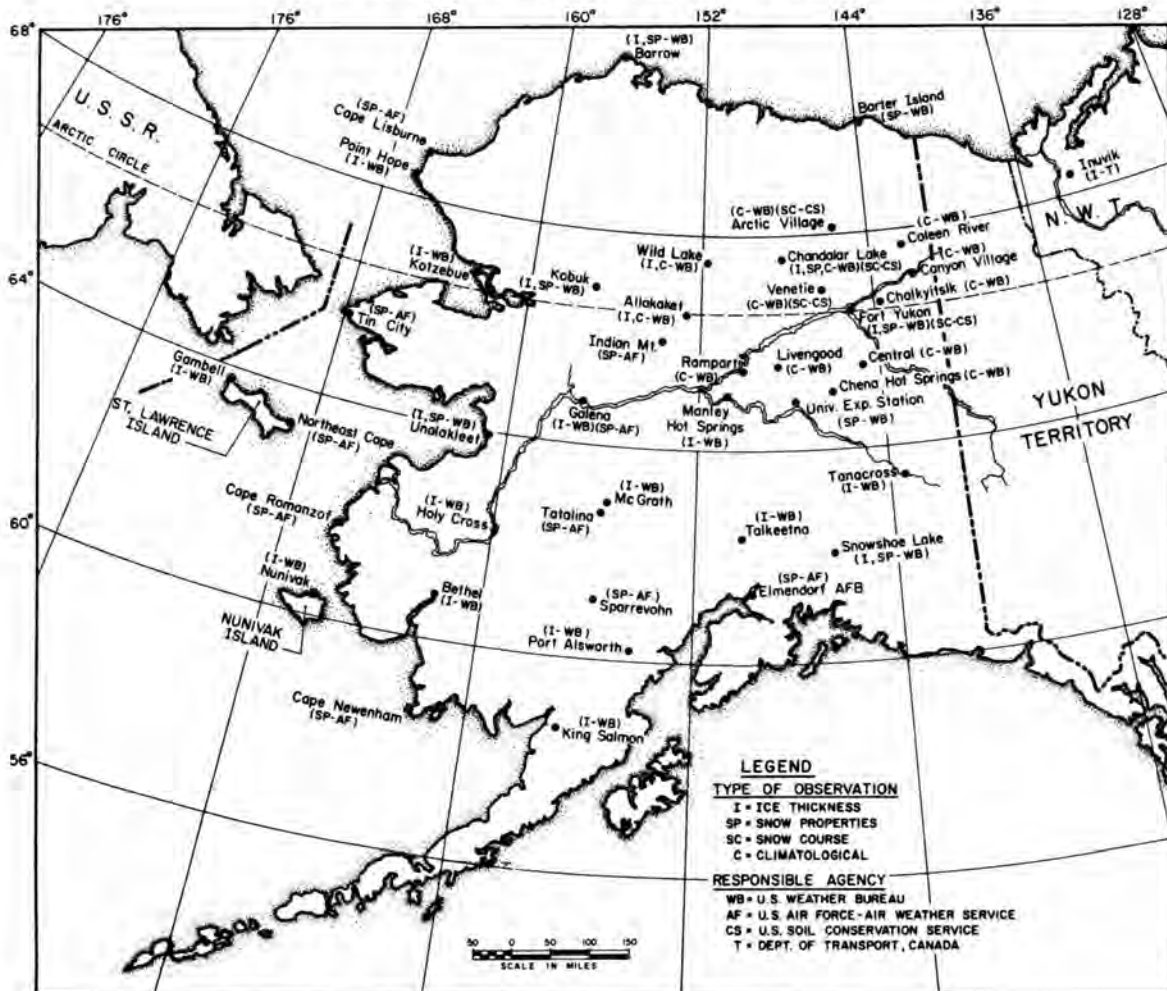 176°
176°
168°
160°
152°
144°
136°
128°
68°
64°
60°
56°
U. S. S. R.
ARCTIC CIRCLE
(I,SP-WB)
Barrow
Barter Island
(SP-WB)
(SP-AF)
Cape Lisburne
Point Hope
(I-WB)
Inuvik
(I-T)
N. W. T.
(C-WB)(SC-CS)
Arctic Village
(C-WB)
Coleen River
Wild Lake
(I,C-WB)
Chandalar Lake
(I,SP,C-WB)(SC-CS)
(C-WB)
Canyon Village
(I-WB)
Kotzebue
Kobuk
(I,SP-WB)
Venetie
(C-WB)(SC-CS)
Chalkyitsik (C-WB)
Allakaket
(I,C-WB)
Fort Yukon
(I,SP-WB)(SC-CS)
(SP-AF)
Tin City
Indian Mt.
(SP-AF)
Rampart
(C-WB)
Livengood
(C-WB)
Central (C-WB)
Chena Hot Springs (C-WB)
Gambell
(I-WB)
ST. LAWRENCE
ISLAND
Northeast Cape
(SP-AF)
(I,SP-WB)
Unalakleet
Galena
(I-WB)(SP-AF)
Manley
Hot Springs
(I-WB)
Univ. Exp. Station
(SP-WB)
YUKON
TERRITORY
Tanacross
(I-WB)
Cape Romanzof
(SP-AF)
(I-WB)
Holy Cross
(I-WB)
McGrath
Tatalina
(SP-AF)
(I-WB)
Talkeetna
Snowshoe Lake
(I,SP-WB)
(I-WB)
Nunivak
NUNIVAK
ISLAND
Bethel
(I-WB)
(SP-AF)
Sparrevohn
(SP-AF)
Elmendorf AFB
(I-WB)
Port Alsworth
Cape Newenham
(SP-AF)
(I-WB)
King Salmon
LEGEND
TYPE OF OBSERVATION
I = ICE THICKNESS
SP = SNOW PROPERTIES
SC = SNOW COURSE
C = CLIMATOLOGICAL
RESPONSIBLE AGENCY
WB = U.S. WEATHER BUREAU
AF = U.S. AIR FORCE-AIR WEATHER SERVICE
CS = U.S. SOIL CONSERVATION SERVICE
T = DEPT. OF TRANSPORT, CANADA
50 0 50 100 150
SCALE IN MILES